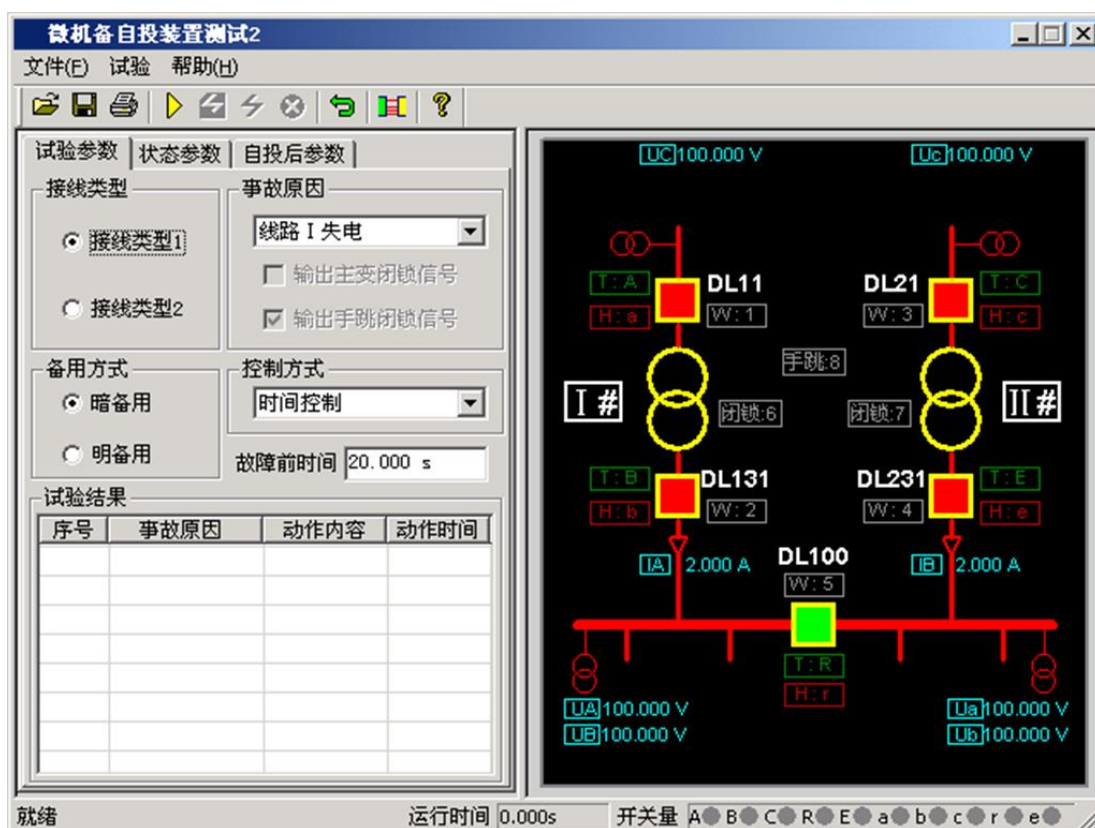 微机备自投装置测试2
文件(F) 试验 帮助(H)
试验参数 状态参数 自投后参数
接线类型
接线类型1
接线类型2
事故原因
线路 I 失电
输出主变闭锁信号
输出手跳闭锁信号
备用方式
暗备用
明备用
控制方式
时间控制
故障前时间 20.000 s
试验结果
序号 事故原因 动作内容 动作时间
UC 100.000 V Uc 100.000 V
T:A DL11 DL21 T:C
H:a W:1 W:3 H:c
手跳:8
I # 闭锁:6 闭锁:7 II #
T:B DL131 DL231 T:E
H:b W:2 W:4 H:e
IA 2.000 A DL100 IB 2.000 A
W:5
T:R
H:r
UA 100.000 V Ua 100.000 V
UB 100.000 V Ub 100.000 V
就绪 运行时间 0.000s 开关量 A B C R E a b c r e